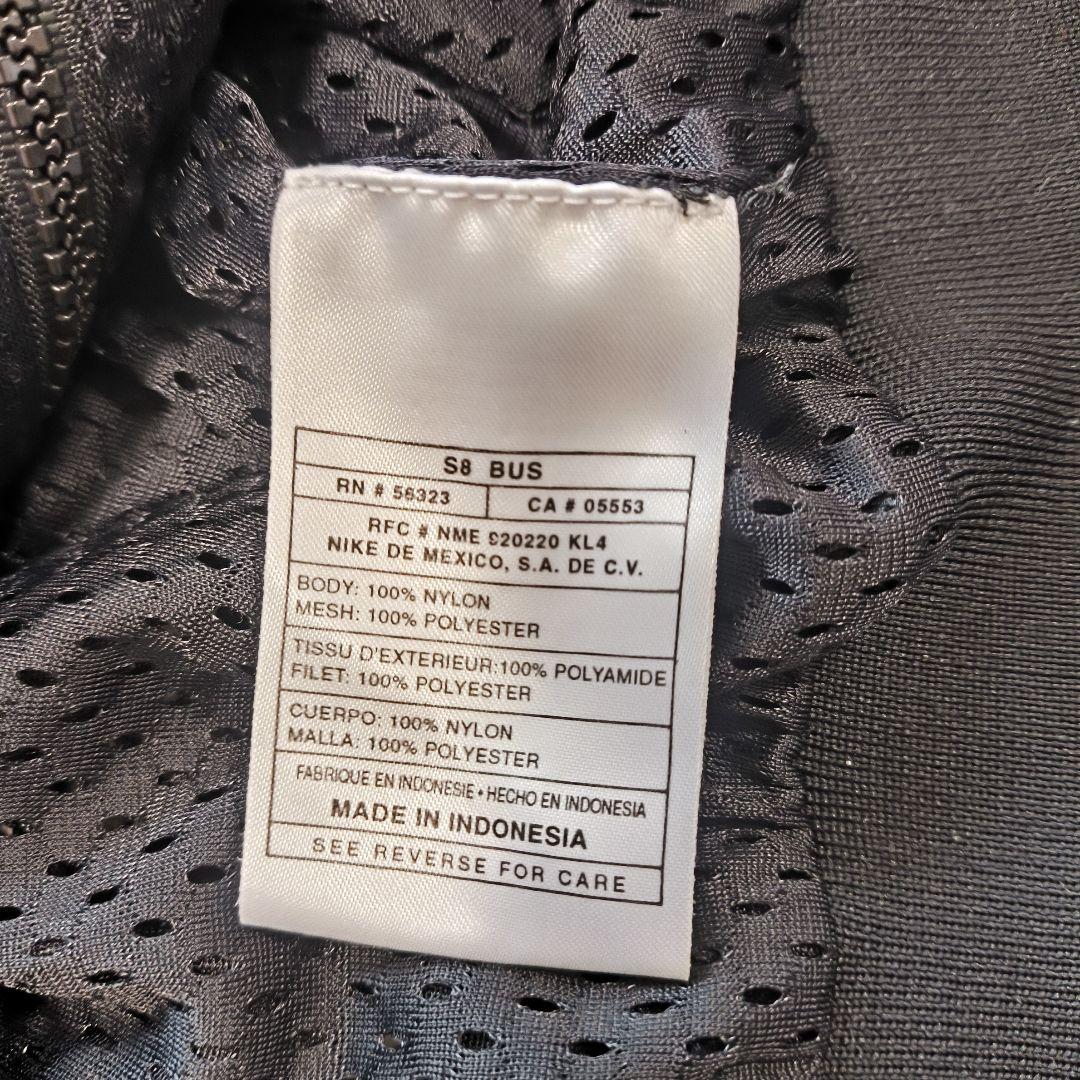 S8 BUS
RN # 56323 CA # 05553
RFC # NME 920220 KL4
NIKE DE MEXICO, S.A. DE C.V.
BODY: 100% NYLON
MESH: 100% POLYESTER
TISSU D'EXTERIEUR:100% POLYAMIDE
FILET: 100% POLYESTER
CUERPO: 100% NYLON
MALLA: 100% POLYESTER
FABRIQUE EN INDONESIE • HECHO EN INDONESIA
MADE IN INDONESIA
SEE REVERSE FOR CARE